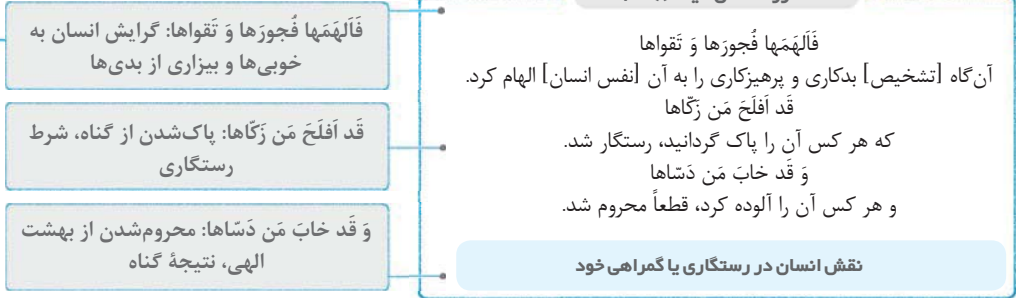 فَاَلهَمَها فُجورَها وَ تَقواها
آن‌گاه [تشخیص] بدکاری و پرهیزکاری را به آن [نفس انسان] الهام کرد.
قَد اَفلَحَ مَن زَکّاها
که هر کس آن را پاک گردانید، رستگار شد.
وَ قَد خابَ مَن دَسّاها
و هر کس آن را آلوده کرد، قطعاً محروم شد.
نقش انسان در رستگاری یا گمراهی خود
فَاَلهَمَها فُجورَها وَ تَقواها: گرایش انسان به
خوبی‌ها و بیزاری از بدی‌ها
قَد اَفلَحَ مَن زَکّاها: پاک‌شدن از گناه، شرط
رستگاری
وَ قَد خابَ مَن دَسّاها: محروم‌شدن از بهشت
الهی، نتیجهٔ گناه